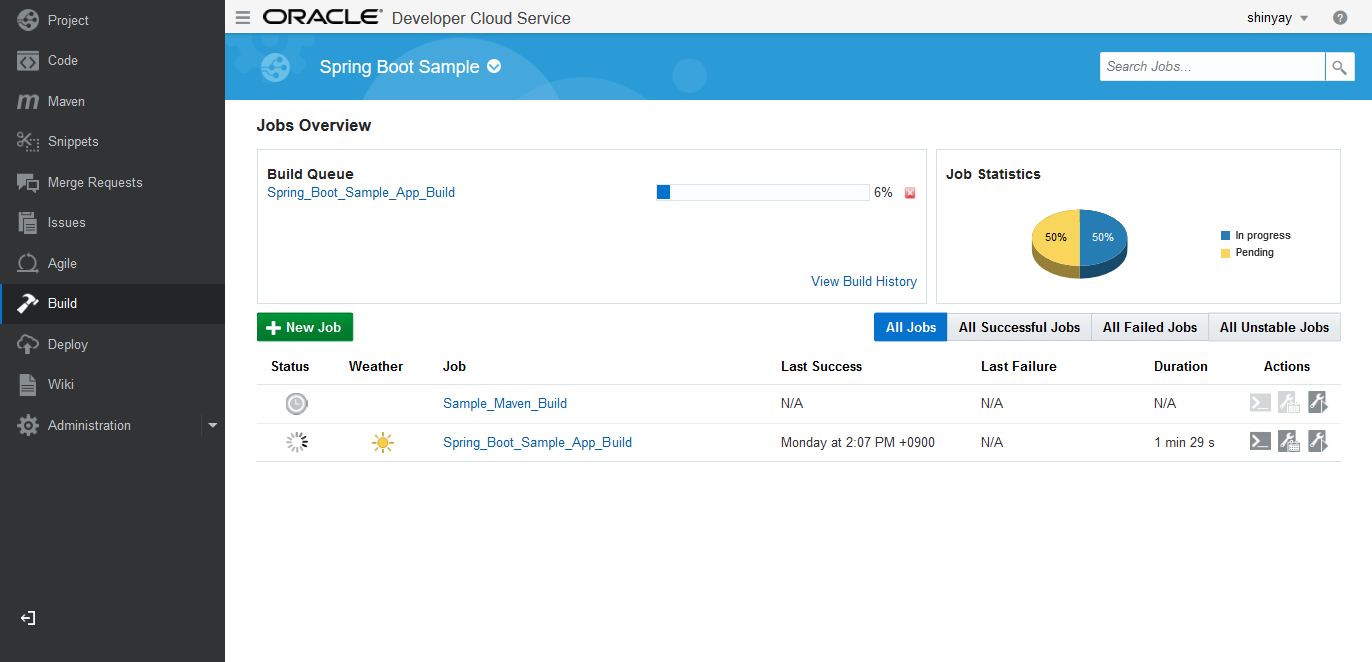 Project
Code
Maven
Snippets
Merge Requests
Issues
Agile
Build
Deploy
Wiki
Administration
ORACLE® Developer Cloud Service
shinyay
?
Spring Boot Sample
Search Jobs...
Jobs Overview
Build Queue
Spring_Boot_Sample_App_Build 6%
View Build History
Job Statistics
50% 50%
In progress
Pending
New Job
All Jobs All Successful Jobs All Failed Jobs All Unstable Jobs
Status Weather Job Last Success Last Failure Duration Actions
Sample_Maven_Build N/A N/A N/A
Spring_Boot_Sample_App_Build Monday at 2:07 PM +0900 N/A 1 min 29 s